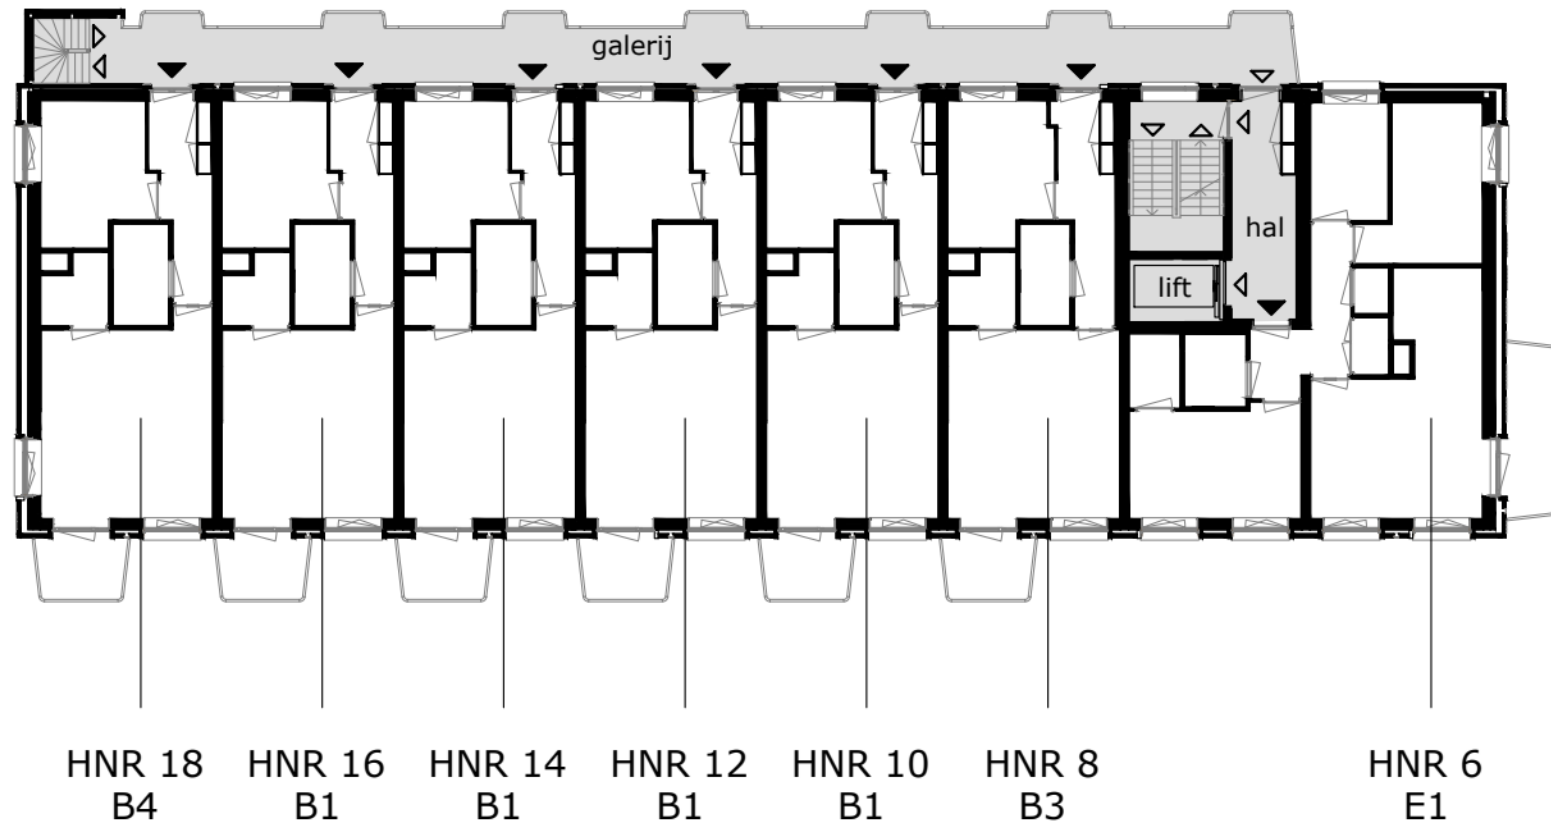 galerij
hal
lift
HNR 18
B4
HNR 16
B1
HNR 14
B1
HNR 12
B1
HNR 10
B1
HNR 8
B3
HNR 6
E1